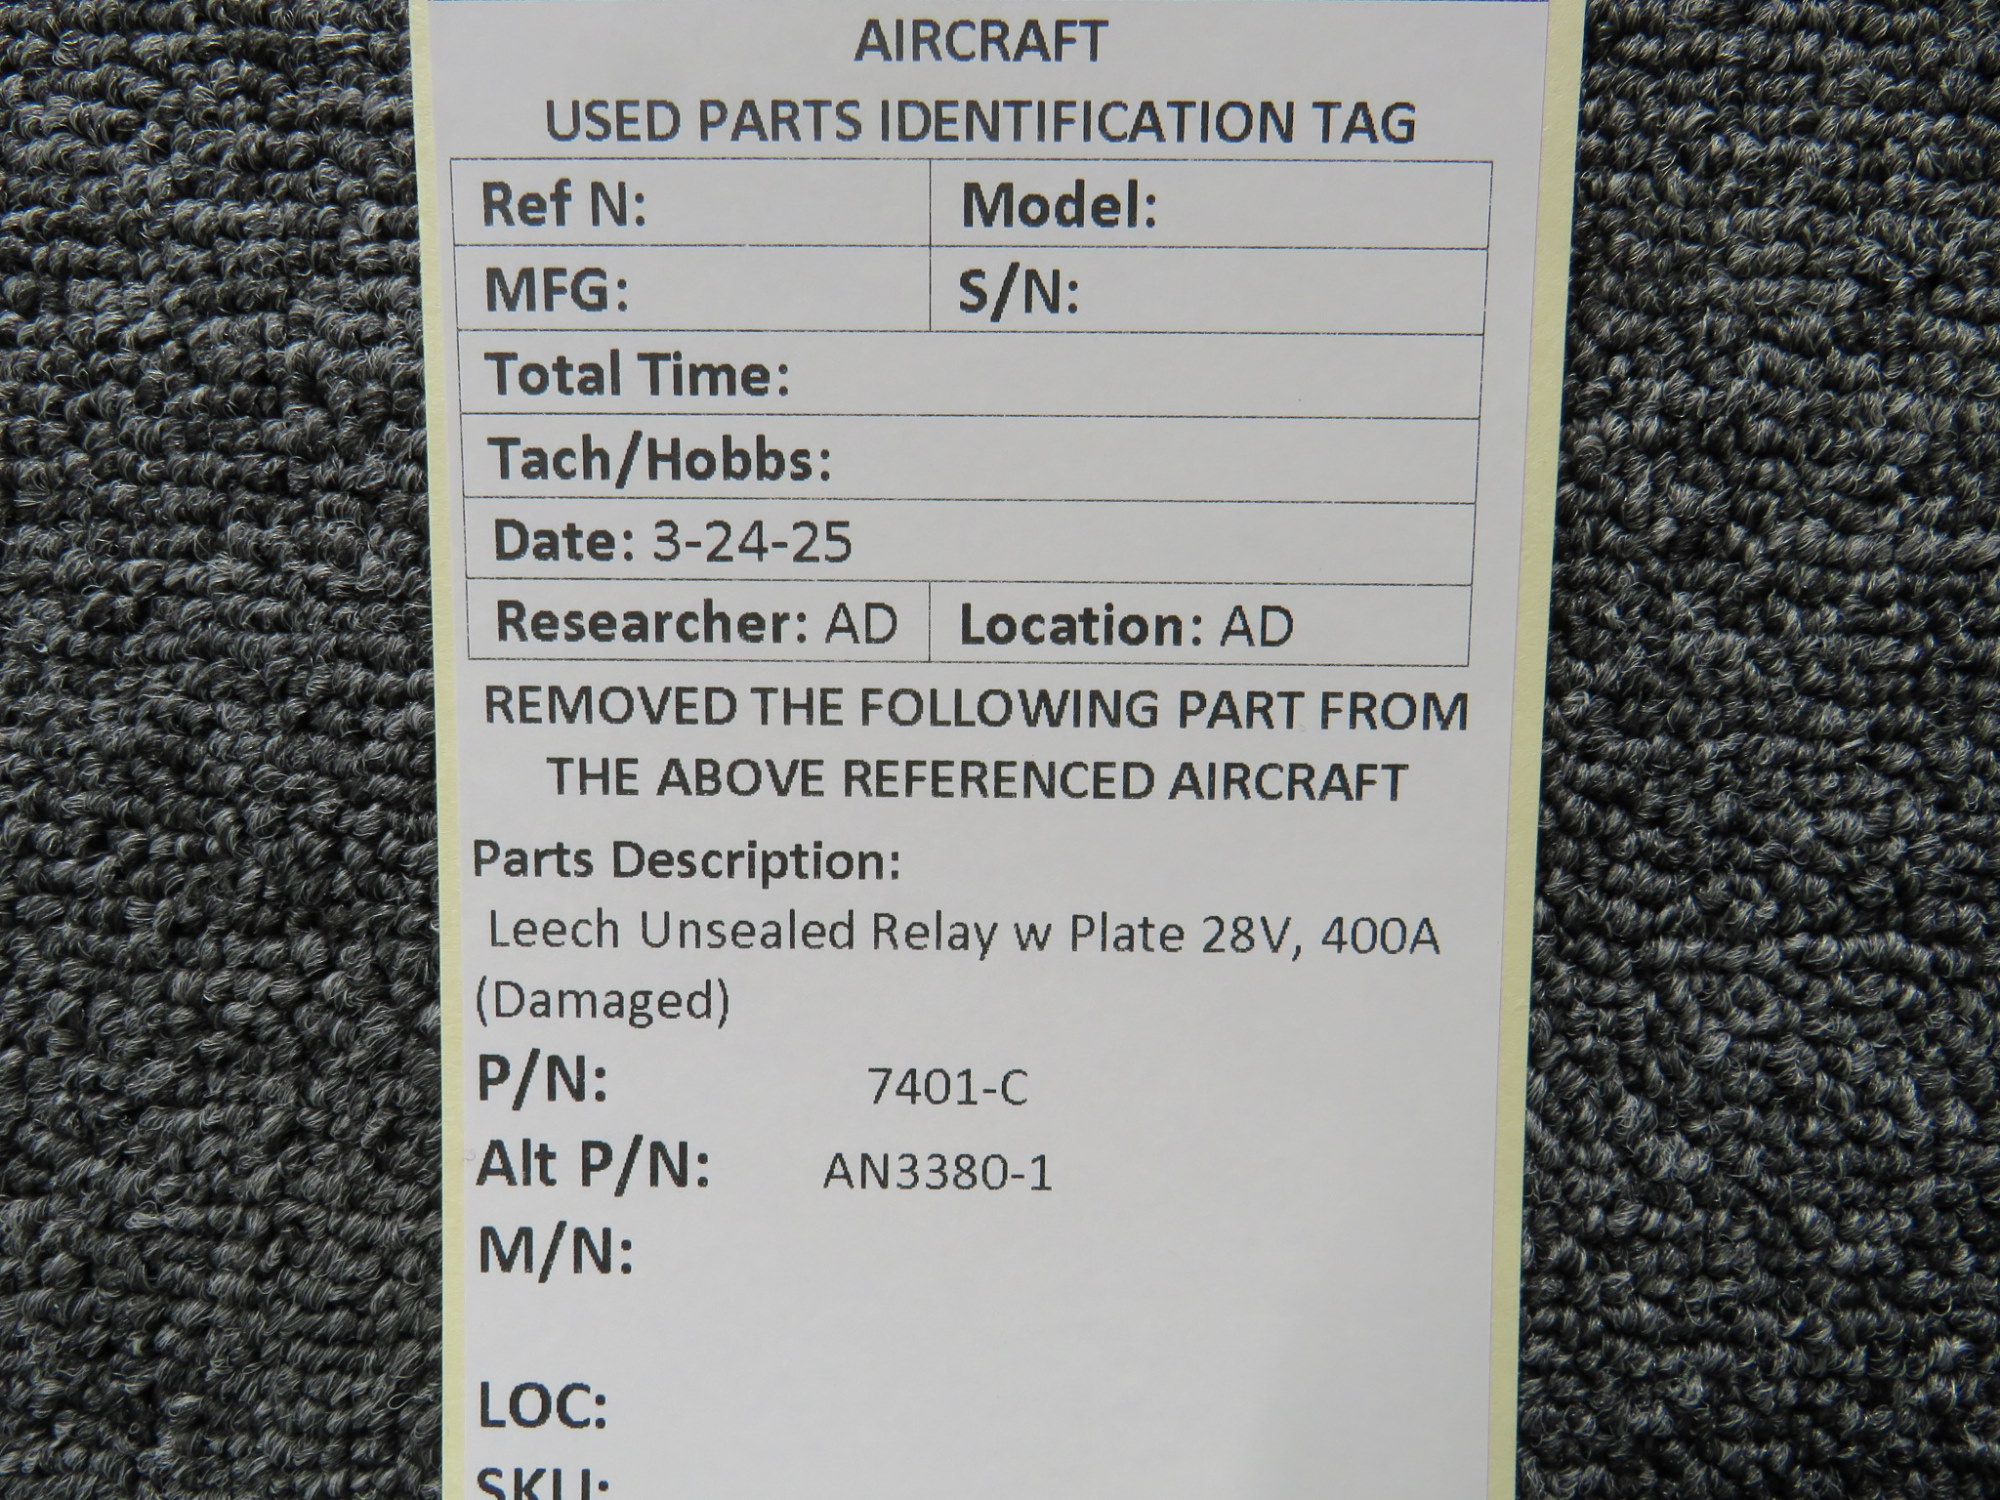 AIRCRAFT
USED PARTS IDENTIFICATION TAG
Ref N: Model:
MFG: S/N:
Total Time:
Tach/Hobbs:
Date: 3-24-25
Researcher: AD Location: AD
REMOVED THE FOLLOWING PART FROM
THE ABOVE REFERENCED AIRCRAFT
Parts Description:
Leech Unsealed Relay w Plate 28V, 400A
(Damaged)
P/N: 7401-C
Alt P/N: AN3380-1
M/N:
LOC:
SKU: